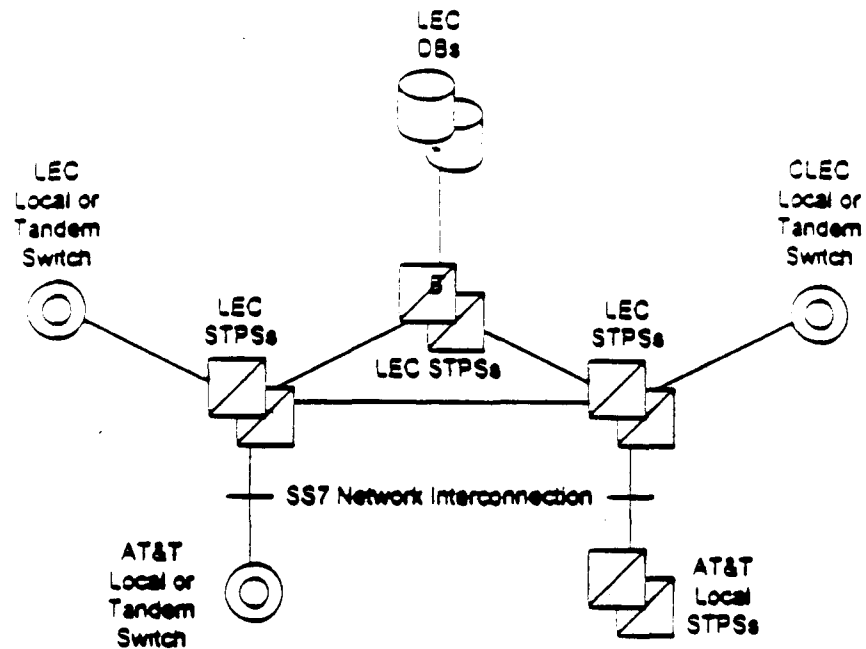 LEC
DBs
LEC
Local or
Tandem
Switch
CLEC
Local or
Tandem
Switch
LEC
STPSs
LEC STPSs
LEC
STPSs
SS7 Network Interconnection
AT&T
Local or
Tandem
Switch
AT&T
Local
STPSs